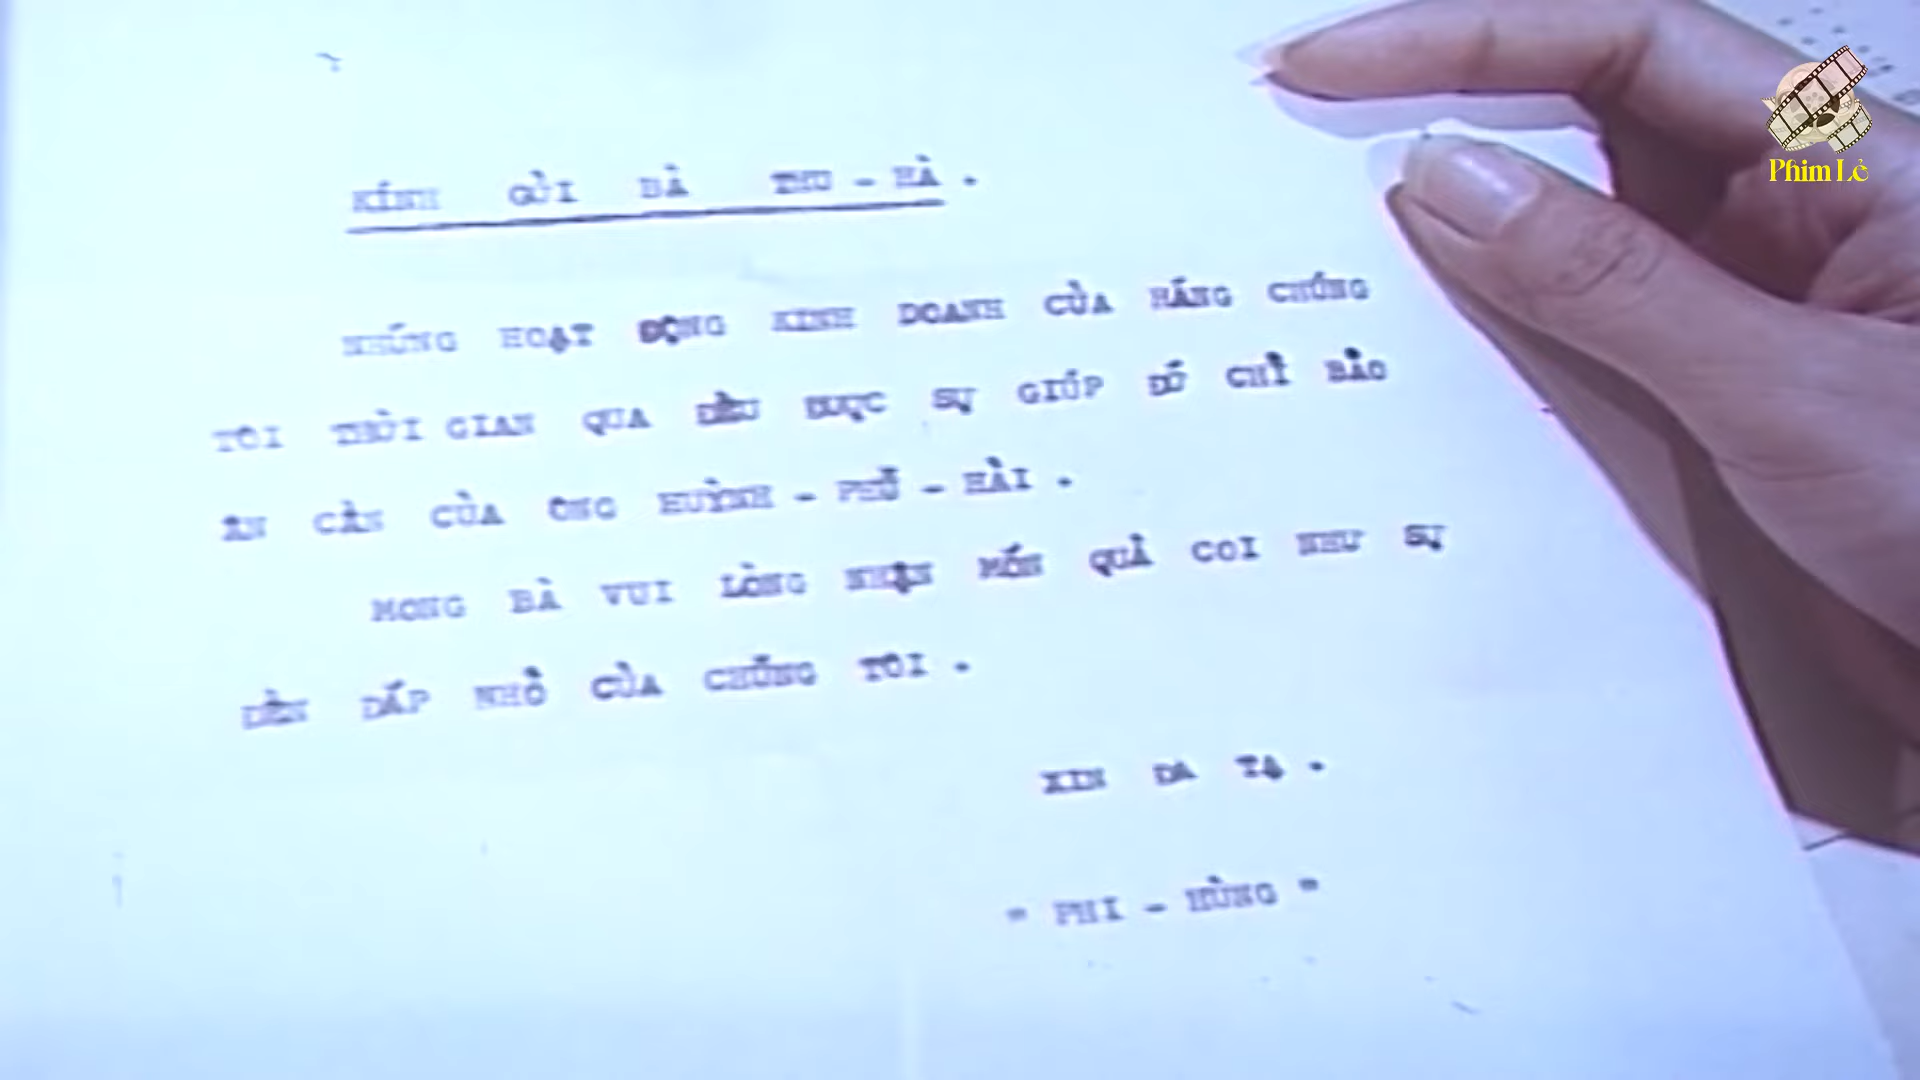 KÍNH GỬI BÀ THU - HÀ .
NHỮNG HOẠT ĐỘNG KINH DOANH CỦA HÃNG CHÚNG
TÔI THỜI GIAN QUA ĐỀU ĐƯỢC SỰ GIÚP ĐỠ CHỈ BẢO
ÂN CẦN CỦA ÔNG HUỲNH - PHÚ - HẢI .
MONG BÀ VUI LÒNG NHẬN MÓN QUÀ COI NHƯ SỰ
ĐỀN ĐÁP NHỎ CỦA CHÚNG TÔI .
XIN ĐA TẠ .
" PHI - HÙNG "
Phim Lẻ